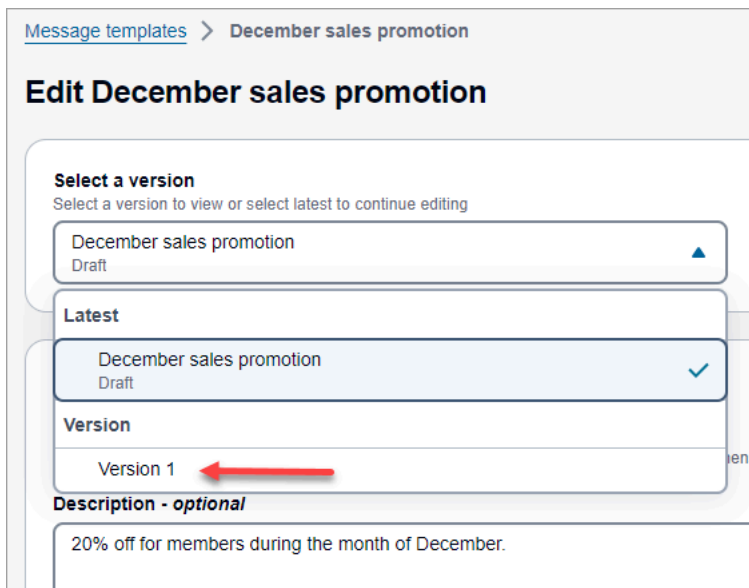 Message templates > December sales promotion
Edit December sales promotion
Select a version
Select a version to view or select latest to continue editing
December sales promotion
Draft
Latest
December sales promotion
Draft
Version
Version 1
Description - optional
20% off for members during the month of December.